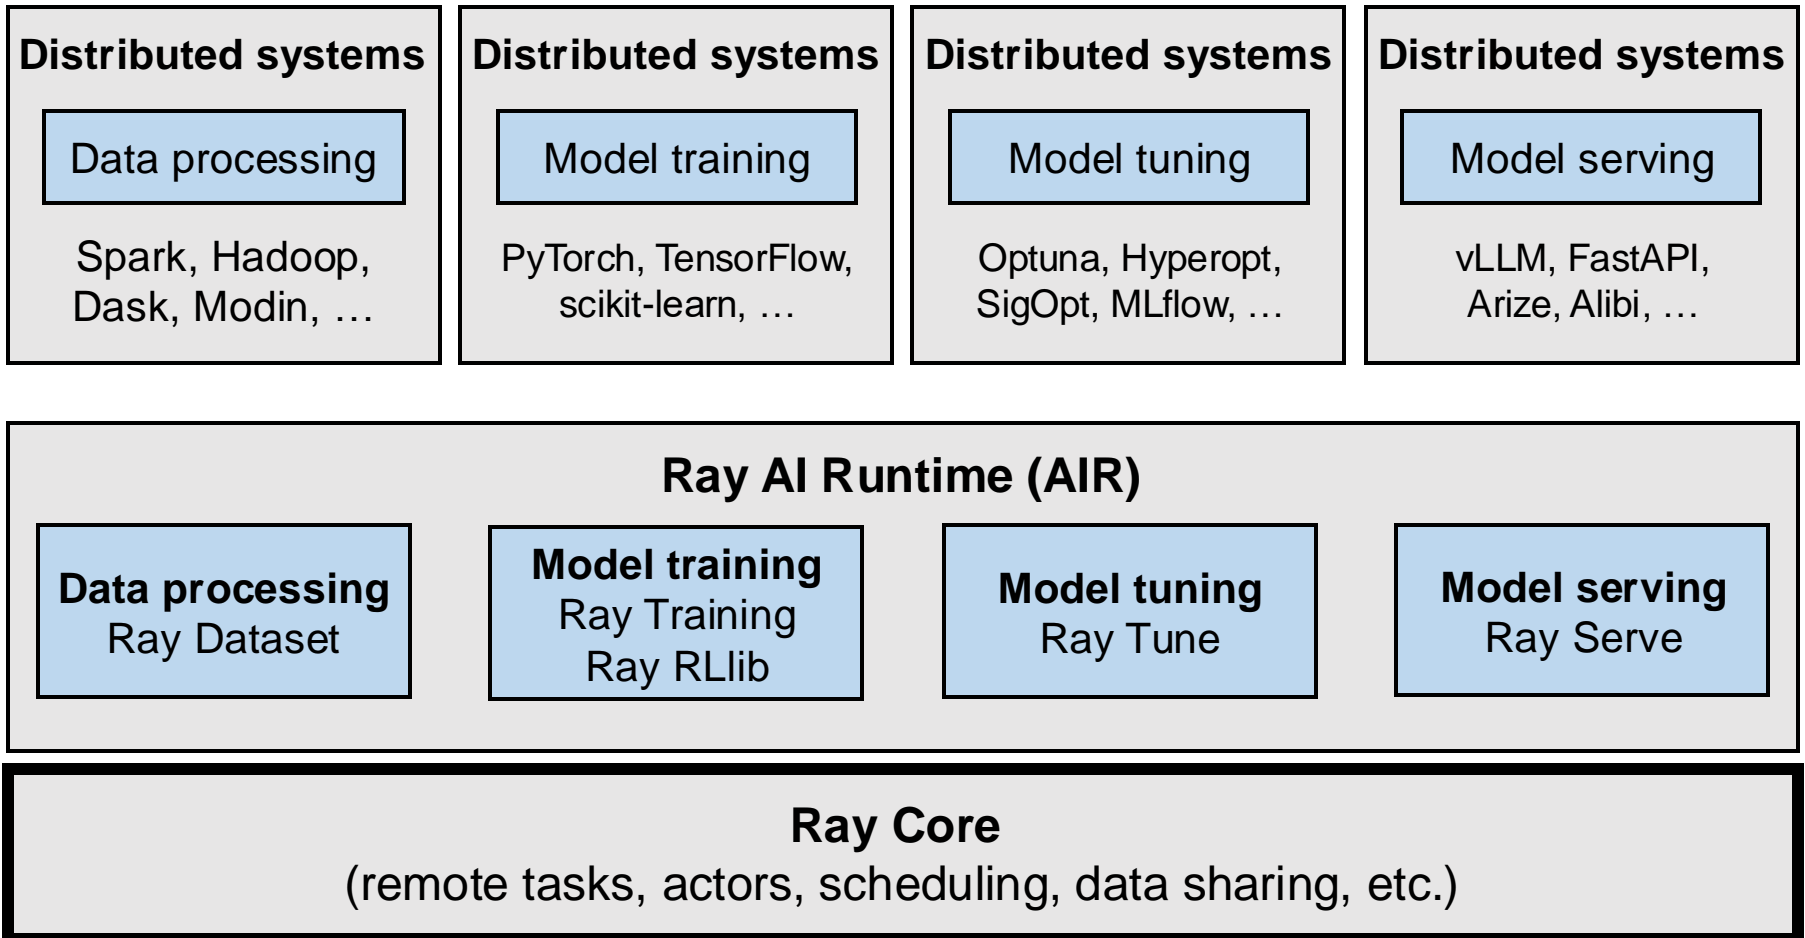 Distributed systems
Data processing
Spark, Hadoop,
Dask, Modin, …
Distributed systems
Model training
PyTorch, TensorFlow,
scikit-learn, …
Distributed systems
Model tuning
Optuna, Hyperopt,
SigOpt, MLflow, …
Distributed systems
Model serving
vLLM, FastAPI,
Arize, Alibi, …
Ray AI Runtime (AIR)
Data processing
Ray Dataset
Model training
Ray Training
Ray RLlib
Model tuning
Ray Tune
Model serving
Ray Serve
Ray Core
(remote tasks, actors, scheduling, data sharing, etc.)